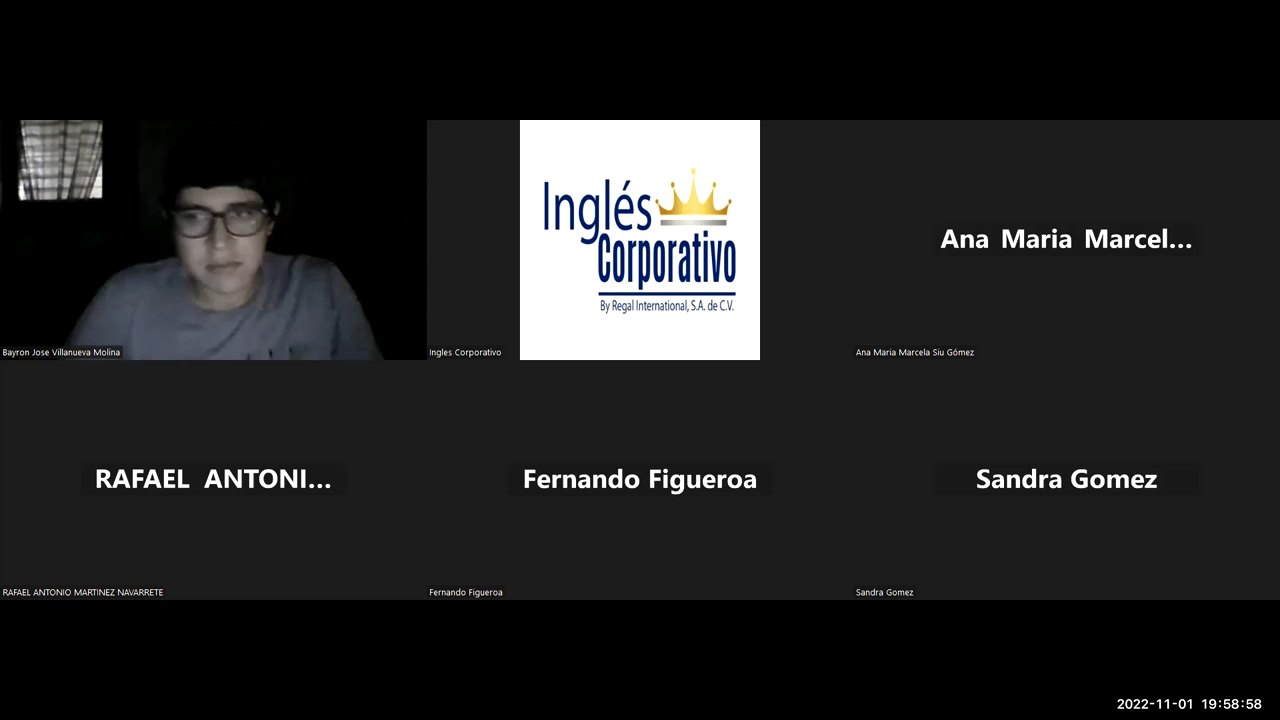 Inglés
Corporativo
By Regal International, S.A. de C.V.
Ana Maria Marcel...
Bayron Jose Villanueva Molina
Ingles Corporativo
Ana Maria Marcela Siu Gómez
RAFAEL ANTONI...
Fernando Figueroa
Sandra Gomez
RAFAEL ANTONIO MARTINEZ NAVARRETE
Fernando Figueroa
Sandra Gomez
2022-11-01 19:58:58